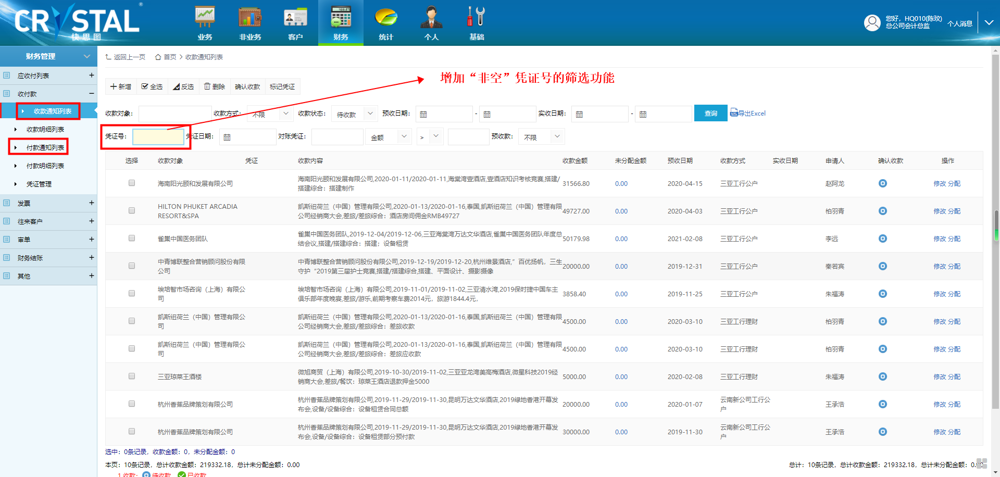 CRYSTAL
®
快思图
业务
非业务
客户
财务
统计
个人
基础
您好，HQ010(陈玟)
总公司会计总监
个人消息
财务管理
应收付列表 +
收付款 −
收款通知列表
收款明细列表
付款通知列表
付款明细列表
凭证管理
发票 +
往来客户 +
审单 +
财务结账 +
其他 +
返回上一页 首页 > 收款通知列表
增加“非空”凭证号的筛选功能
新增 全选 反选 删除 确认收款 标记凭证
收款对象： 收款方式： 不限 收款状态： 待收款 预收日期： - 实收日期： - 查询 导出Excel
凭证号： 凭证日期： 对账凭证： 金额 > 预收款： 不限
选择 收款对象 凭证 收款内容 收款金额 未分配金额 预收日期 收款方式 实收日期 申请人 确认收款 操作
海南阳光颐和发展有限公司
海南阳光颐和发展有限公司,2020-01-11/2020-01-11,海棠湾壹酒店,壹酒店知识考核竞赛,搭建/
搭建综合：搭建制作
31566.80 0.00 2020-04-15 三亚工行公户 赵阿龙 修改 分配
HILTON PHUKET ARCADIA
RESORT&SPA
凯斯纽荷兰（中国）管理有限公司,2020-01-13/2020-01-16,泰国,凯斯纽荷兰（中国）管理有限
公司经销商大会,差旅/差旅综合：酒店房间佣金RMB49727
49727.00 0.00 2020-04-03 三亚工行公户 柏羽青 修改 分配
雀巢中国医务团队
雀巢中国医务团队,2019-12-04/2019-12-06,三亚海棠湾万达文华酒店,雀巢中国医务团队年度总
结会议,搭建/搭建综合：搭建；设备租赁
50179.98 0.00 2021-02-08 三亚工行公户 李远 修改 分配
中青博联整合营销顾问股份有限
公司
中青博联整合营销顾问股份有限公司,2019-12-19/2019-12-20,杭州维景酒店,”百优扬帆，三生
守护“2019第三届护士竞赛,搭建/搭建综合,搭建、平面设计、摄影摄像
20000.00 0.00 2019-12-31 三亚工行公户 秦若宾 修改 分配
埃培智市场咨询（上海）有限公
司
埃培智市场咨询（上海）有限公司,2019-11-01/2019-11-02,三亚清水湾,2019保时捷中国车主
俱乐部年度晚宴,差旅/游乐,前期考察车费2014元，旅游1844.4元，
3858.40 0.00 2019-11-25 三亚工行公户 朱福涛 修改 分配
凯斯纽荷兰（中国）管理有限公
司
凯斯纽荷兰（中国）管理有限公司,2020-01-13/2020-01-16,泰国,凯斯纽荷兰（中国）管理有限
公司经销商大会,差旅/差旅综合：差旅收款
4500.00 0.00 2020-03-10 三亚工行理财 柏羽青 修改 分配
凯斯纽荷兰（中国）管理有限公
司
凯斯纽荷兰（中国）管理有限公司,2020-01-13/2020-01-16,泰国,凯斯纽荷兰（中国）管理有限
公司经销商大会,差旅/差旅综合：差旅应收款
4500.00 0.00 2020-03-10 三亚工行理财 柏羽青 修改 分配
三亚琼菜王酒楼
微旭商贸（上海）有限公司,2019-10-30/2019-11-02,三亚亚龙湾美高梅酒店,微星科技2019经
销商大会,差旅/餐饮：琼菜王酒店退款押金5000
5000.00 0.00 2020-02-08 三亚工行理财 朱福涛 修改 分配
杭州香蕉品牌策划有限公司
杭州香蕉品牌策划有限公司,2019-11-29/2019-11-30,昆明万达文华酒店,2019绿地香港开幕发
布会,设备/设备综合：设备租赁合同总额
20000.00 0.00 2020-01-07 云南新公司工行公
户
王承浩 修改 分配
杭州香蕉品牌策划有限公司
杭州香蕉品牌策划有限公司,2019-11-29/2019-11-30,昆明万达文华酒店,2019绿地香港开幕发
布会,设备/设备综合：设备租赁部分预付款
30000.00 0.00 2019-11-30 云南新公司工行公
户
王承浩 修改 分配
选中：0条记录，收款金额：0，未分配金额：0
本页：10条记录，总计收款金额：219332.18，总计未分配金额：0.00
总计：10条记录，总计收款金额：219332.18，总计未分配金额：0.00
1.收款： 待收款 已收款